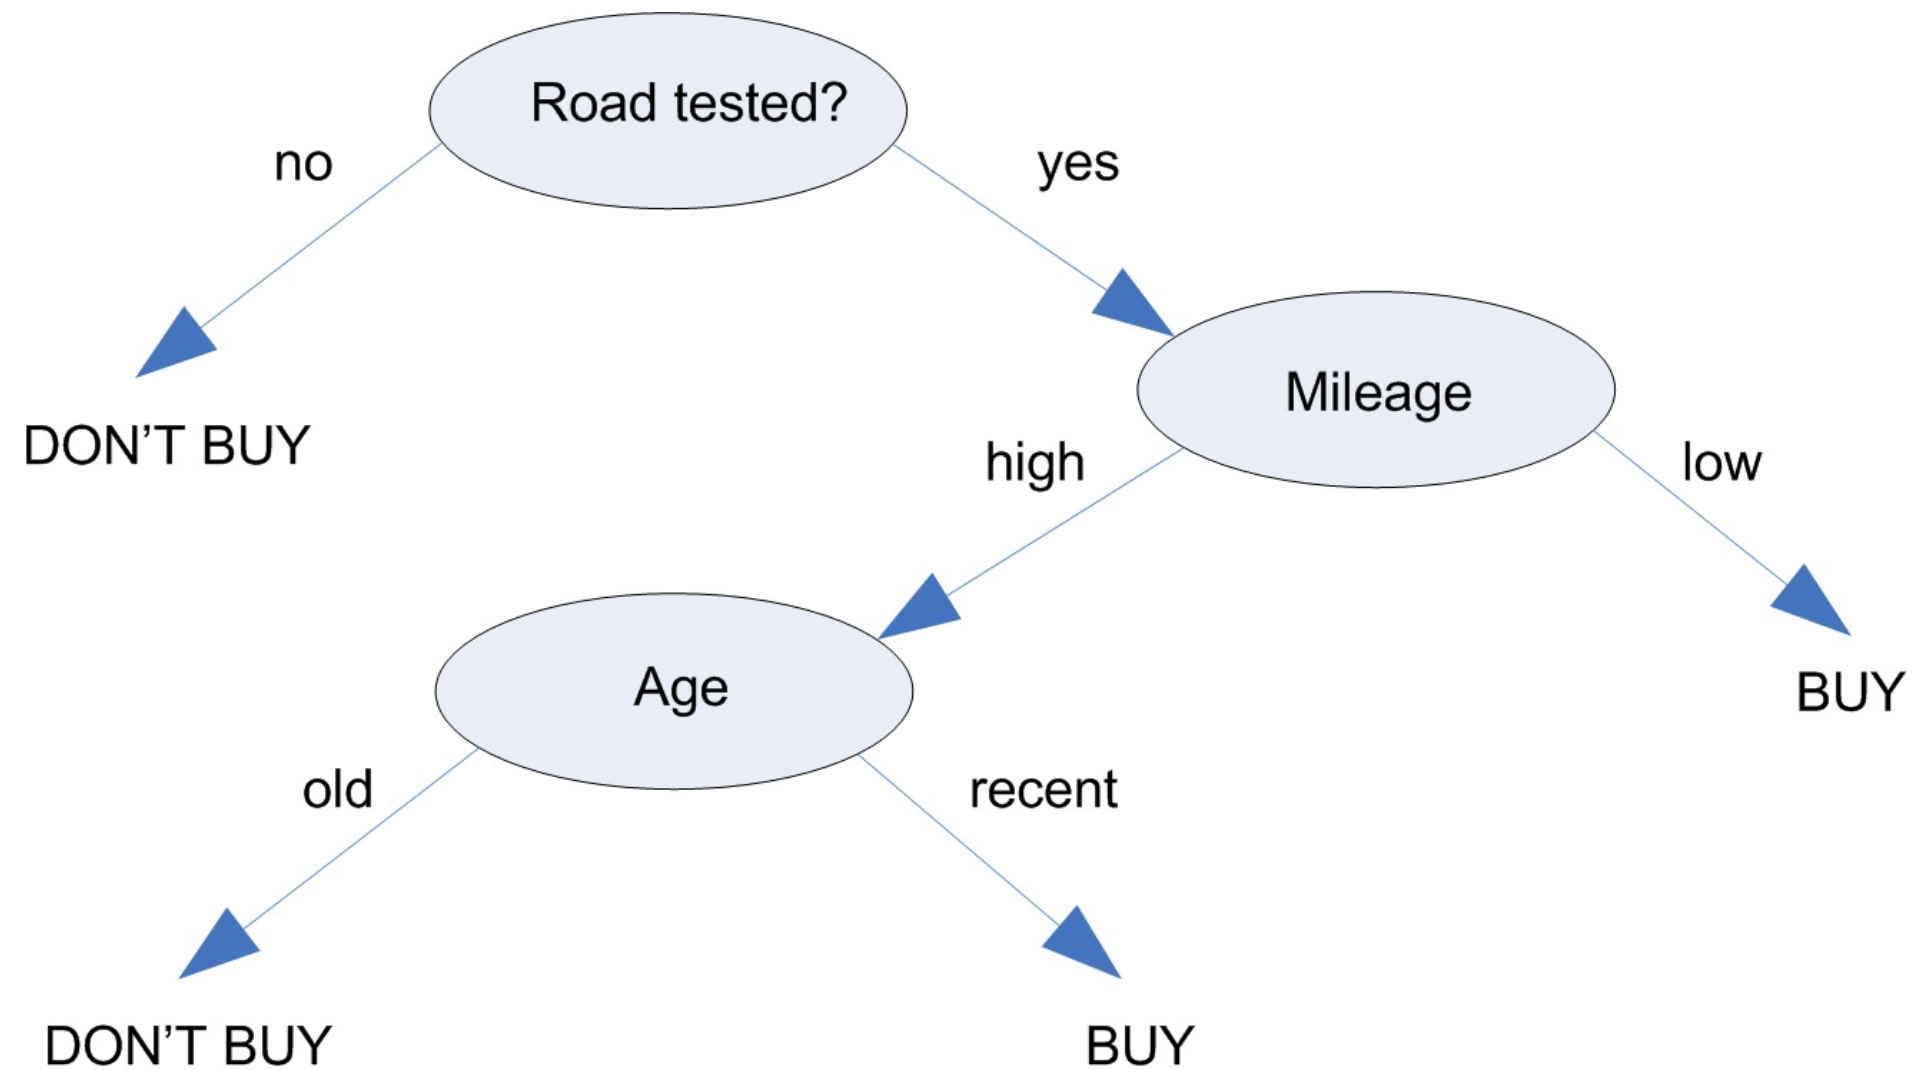 Road tested?
no
yes
DON’T BUY
Mileage
high
low
Age
BUY
old
recent
DON’T BUY
BUY